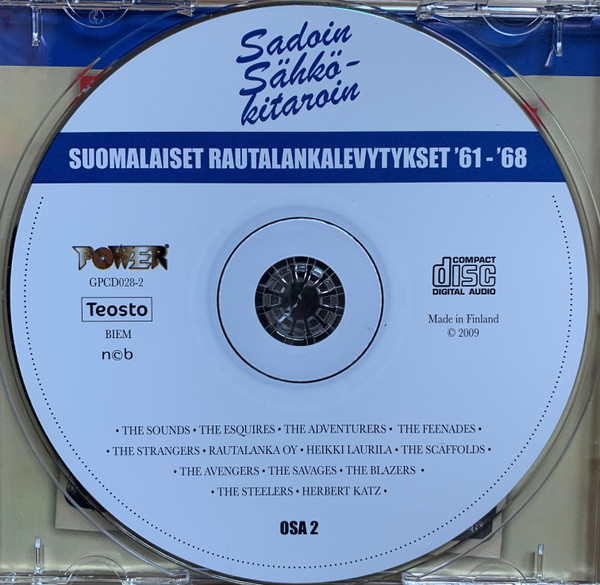 Sadoin
Sähkö-
kitaroin
SUOMALAISET RAUTALANKALEVYTYKSET '61 - '68
POWER®
GPCD028-2
Teosto
BIEM
n©b
COMPACT
disc
DIGITAL AUDIO
Made in Finland
© 2009
• THE SOUNDS • THE ESQUIRES • THE ADVENTURERS • THE FEENADES •
• THE STRANGERS • RAUTALANKA OY • HEIKKI LAURILA • THE SCAFFOLDS •
• THE AVENGERS • THE SAVAGES • THE BLAZERS •
• THE STEELERS • HERBERT KATZ •
OSA 2